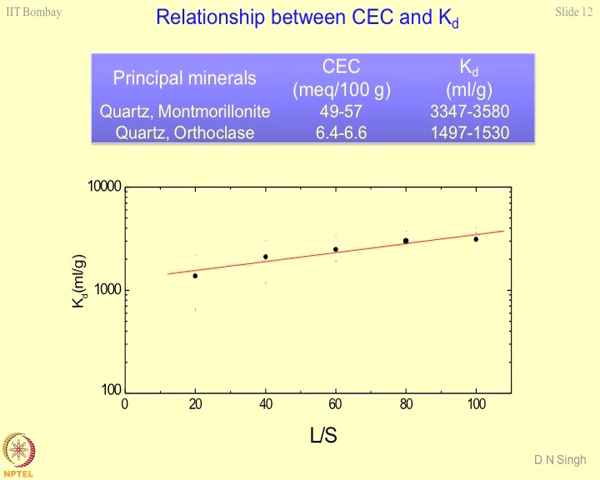 IIT Bombay
Slide 12
Relationship between CEC and Kd
Principal minerals
CEC
(meq/100 g)
Kd
(ml/g)
Quartz, Montmorillonite 49-57 3347-3580
Quartz, Orthoclase 6.4-6.6 1497-1530
10000
1000
100
Kd(ml/g)
0 20 40 60 80 100
L/S
NPTEL
D N Singh